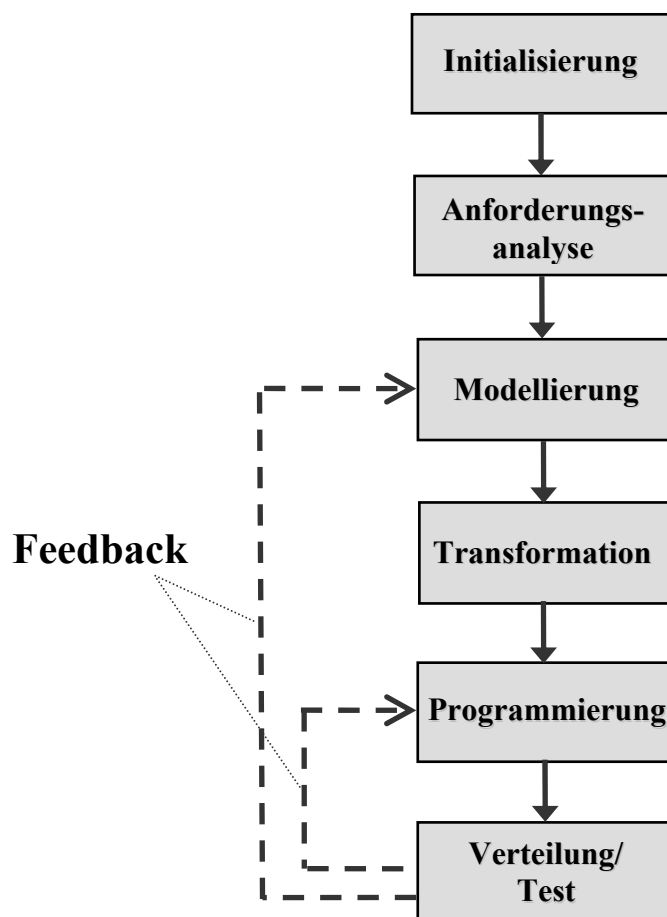 Initialisierung
Anforderungs-
analyse
Modellierung
Feedback
Transformation
Programmierung
Verteilung/
Test